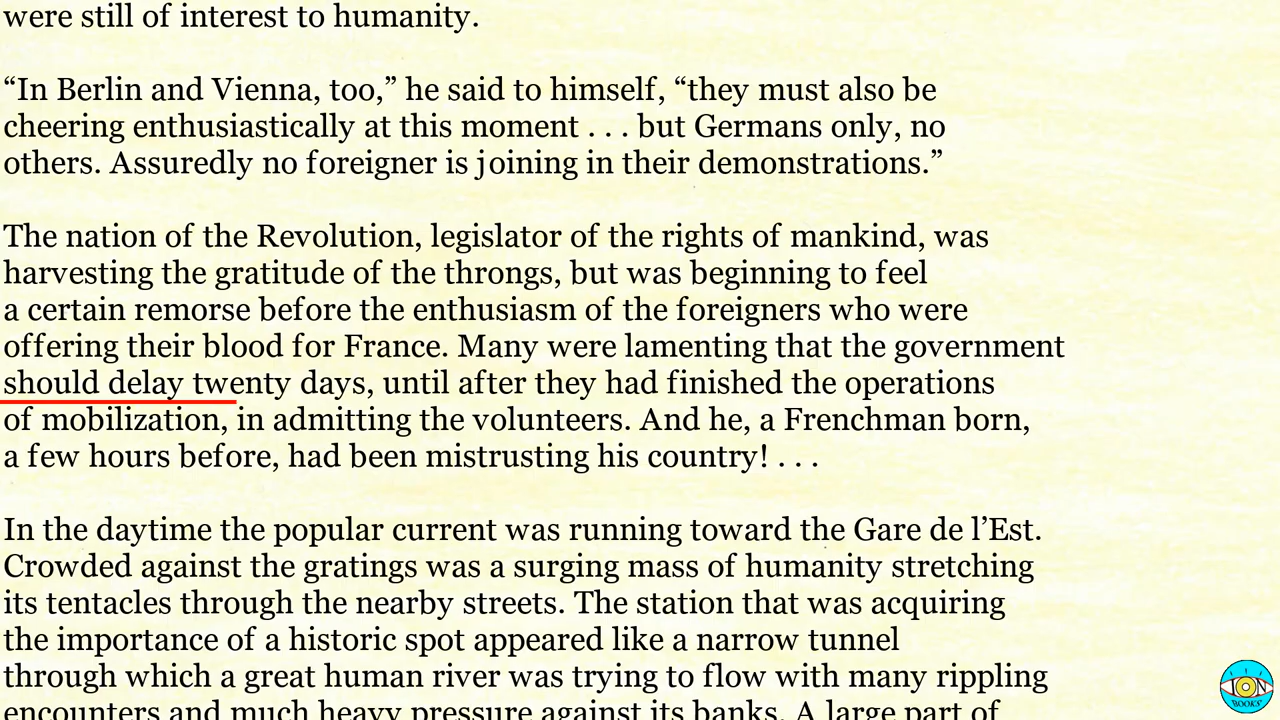 were still of interest to humanity.
“In Berlin and Vienna, too,” he said to himself, “they must also be
cheering enthusiastically at this moment . . . but Germans only, no
others. Assuredly no foreigner is joining in their demonstrations.”
The nation of the Revolution, legislator of the rights of mankind, was
harvesting the gratitude of the throngs, but was beginning to feel
a certain remorse before the enthusiasm of the foreigners who were
offering their blood for France. Many were lamenting that the government
should delay twenty days, until after they had finished the operations
of mobilization, in admitting the volunteers. And he, a Frenchman born,
a few hours before, had been mistrusting his country! . . .
In the daytime the popular current was running toward the Gare de l’Est.
Crowded against the gratings was a surging mass of humanity stretching
its tentacles through the nearby streets. The station that was acquiring
the importance of a historic spot appeared like a narrow tunnel
through which a great human river was trying to flow with many rippling
encounters and much heavy pressure against its banks. A large part of
ION
BOOKS